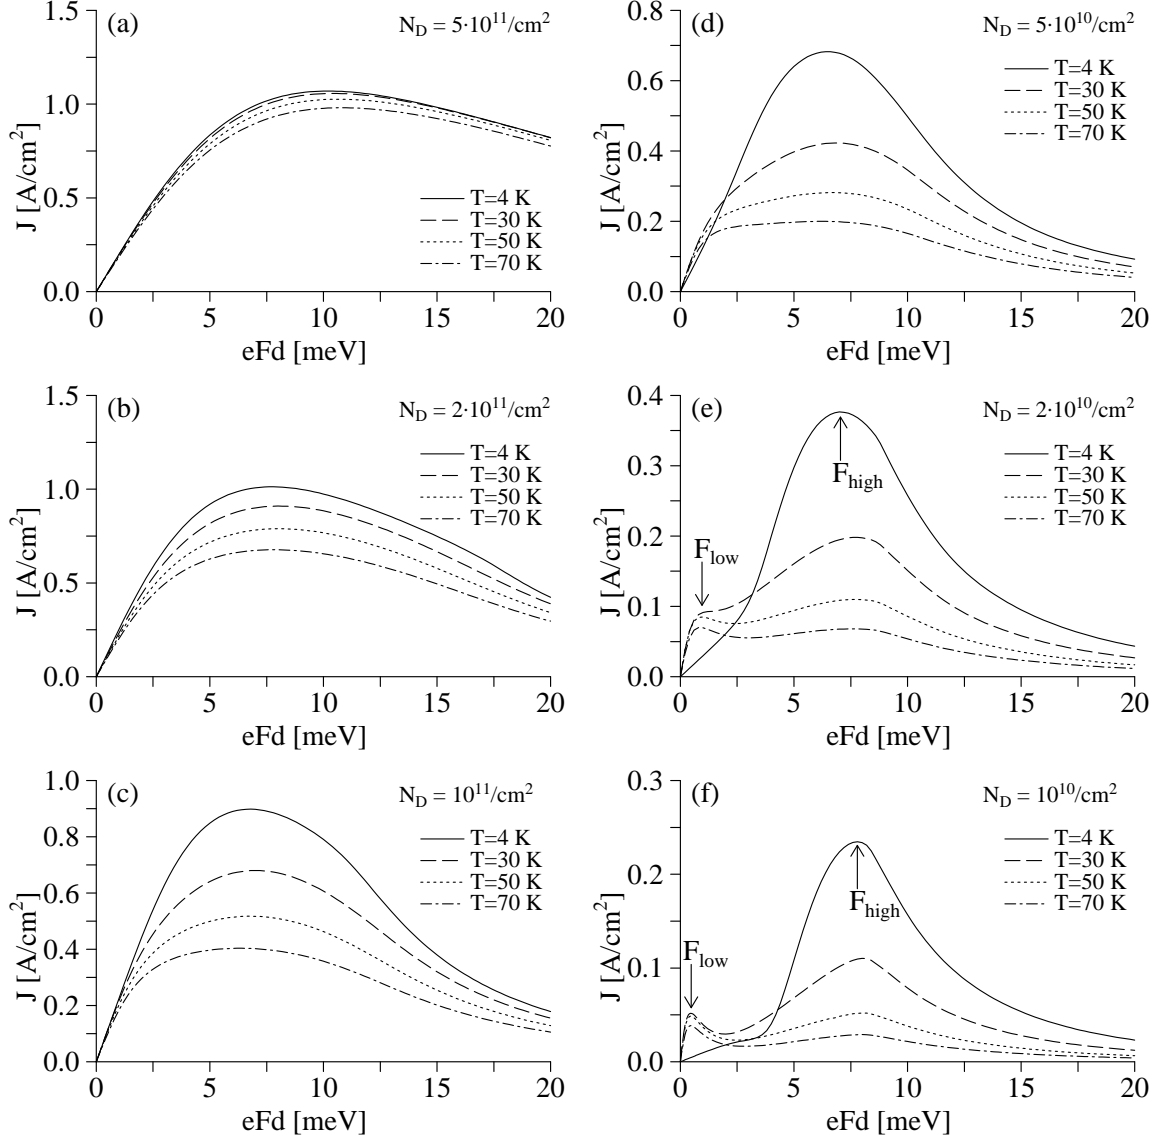 (a) N_D = 5·10^11/cm^2
J [A/cm^2]
1.5
1.0
0.5
0.0
T=4 K
T=30 K
T=50 K
T=70 K
0 5 10 15 20
eFd [meV]
(d) N_D = 5·10^10/cm^2
J [A/cm^2]
0.8
0.6
0.4
0.2
0.0
T=4 K
T=30 K
T=50 K
T=70 K
0 5 10 15 20
eFd [meV]
(b) N_D = 2·10^11/cm^2
J [A/cm^2]
1.5
1.0
0.5
0.0
T=4 K
T=30 K
T=50 K
T=70 K
0 5 10 15 20
eFd [meV]
(e) N_D = 2·10^10/cm^2
J [A/cm^2]
0.4
0.3
0.2
0.1
0.0
T=4 K
T=30 K
T=50 K
T=70 K
F_high
F_low
0 5 10 15 20
eFd [meV]
(c) N_D = 10^11/cm^2
J [A/cm^2]
1.0
0.8
0.6
0.4
0.2
0.0
T=4 K
T=30 K
T=50 K
T=70 K
0 5 10 15 20
eFd [meV]
(f) N_D = 10^10/cm^2
J [A/cm^2]
0.3
0.2
0.1
0.0
T=4 K
T=30 K
T=50 K
T=70 K
F_high
F_low
0 5 10 15 20
eFd [meV]